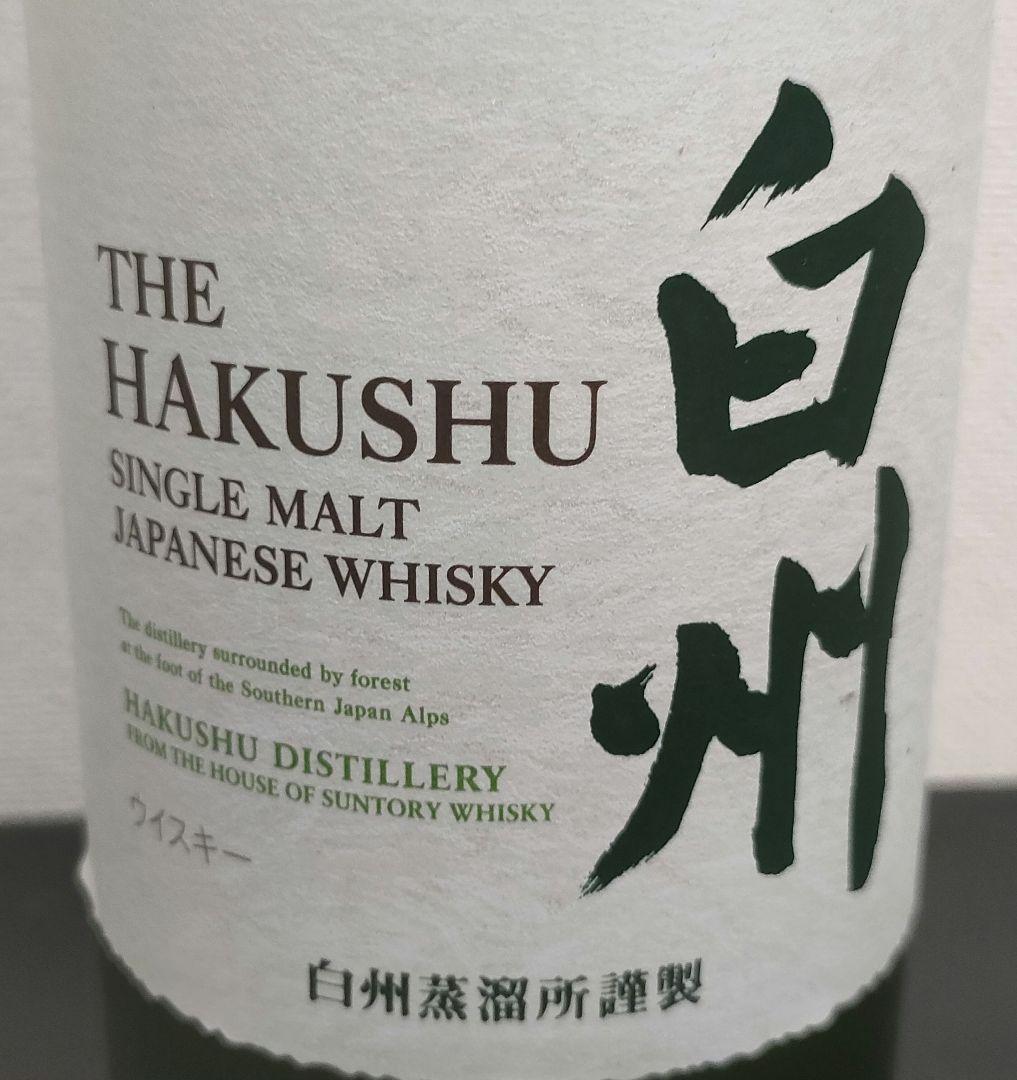 THE
HAKUSHU
SINGLE MALT
JAPANESE WHISKY
The distillery surrounded by forest
at the foot of the Southern Japan Alps
HAKUSHU DISTILLERY
FROM THE HOUSE OF SUNTORY WHISKY
ウイスキー
白州
白州蒸溜所謹製